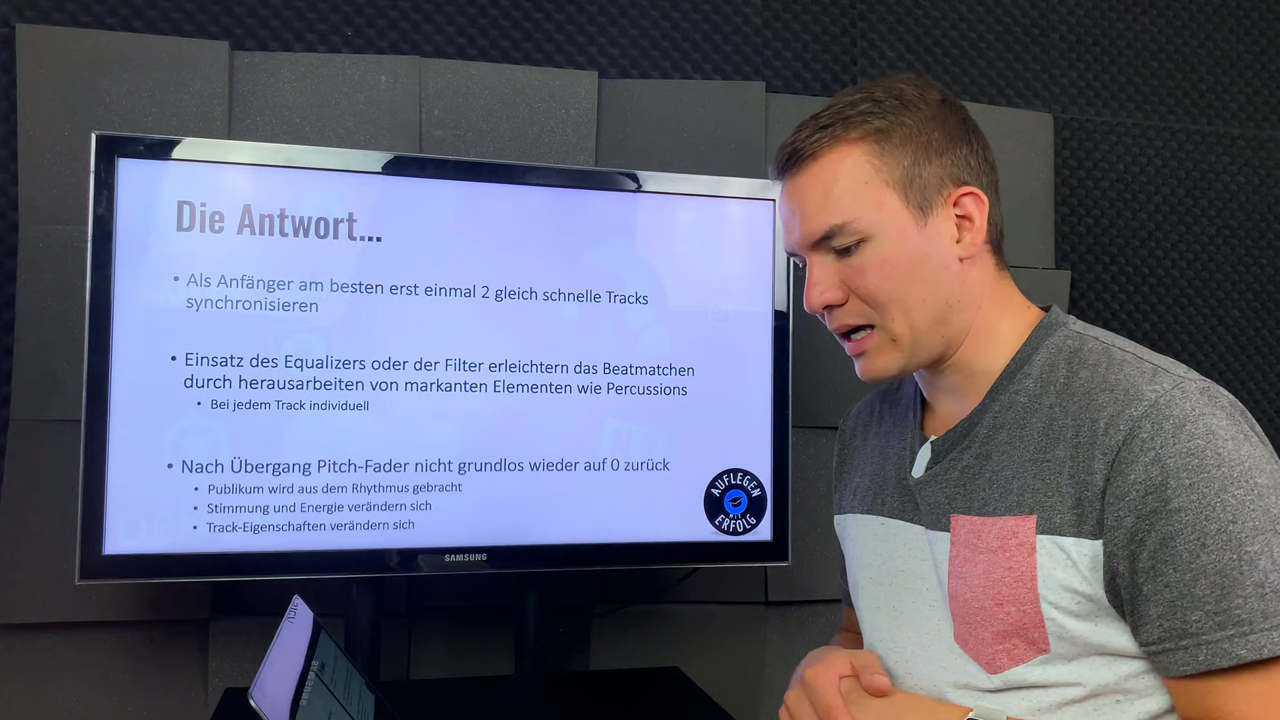 Die Antwort...
• Als Anfänger am besten erst einmal 2 gleich schnelle Tracks
synchronisieren
• Einsatz des Equalizers oder der Filter erleichtern das Beatmatchen
durch herausarbeiten von markanten Elementen wie Percussions
• Bei jedem Track individuell
• Nach Übergang Pitch-Fader nicht grundlos wieder auf 0 zurück
• Publikum wird aus dem Rhythmus gebracht
• Stimmung und Energie verändern sich
• Track-Eigenschaften verändern sich
AUFLEGEN
MIT
ERFOLG
SAMSUNG